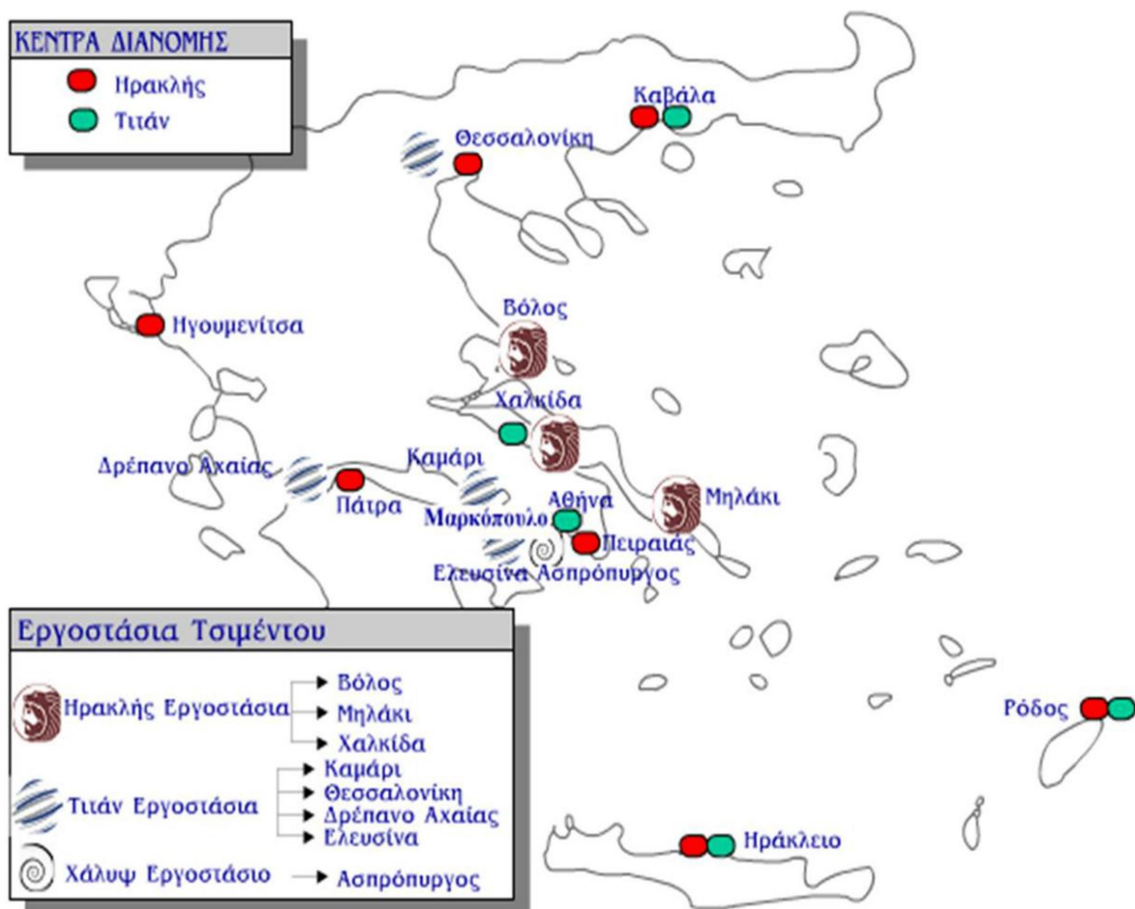 ΚΕΝΤΡΑ ΔΙΑΝΟΜΗΣ
Ηρακλής
Τιτάν
Καβάλα
Θεσσαλονίκη
Βόλος
Ηγουμενίτσα
Χαλκίδα
Δρέπανο Αχαίας
Καμάρι
Πάτρα
Αθήνα
Μηλάκι
Μαρκόπουλο
Πειραιάς
Ελευσίνα Ασπρόπυργος
Εργοστάσια Τσιμέντου
Ηρακλής Εργοστάσια
Βόλος
Μηλάκι
Χαλκίδα
Τιτάν Εργοστάσια
Καμάρι
Θεσσαλονίκη
Δρέπανο Αχαίας
Ελευσίνα
Χάλυψ Εργοστάσιο
Ασπρόπυργος
Ρόδος
Ηράκλειο